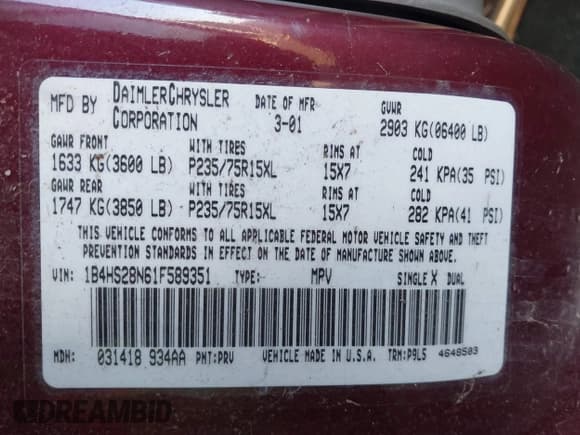 MFD BY DAIMLERCHRYSLER CORPORATION DATE OF MFR 3-01 GVWR 2903 KG(06400 LB)
GAWR FRONT WITH TIRES RIMS AT COLD
1633 KG(3600 LB) P235/75R15XL 15X7 241 KPA(35 PSI)
GAWR REAR WITH TIRES RIMS AT COLD
1747 KG(3850 LB) P235/75R15XL 15X7 282 KPA(41 PSI)
THIS VEHICLE CONFORMS TO ALL APPLICABLE FEDERAL MOTOR VEHICLE SAFETY AND THEFT
PREVENTION STANDARDS IN EFFECT ON THE DATE OF MANUFACTURE SHOWN ABOVE.
VIN: 1B4HS28N61F589351 TYPE: MPV SINGLE X DUAL
MDH: 031418 934AA PNT:PRV VEHICLE MADE IN U.S.A. TRM:P9L5 4648503
DREAMBID